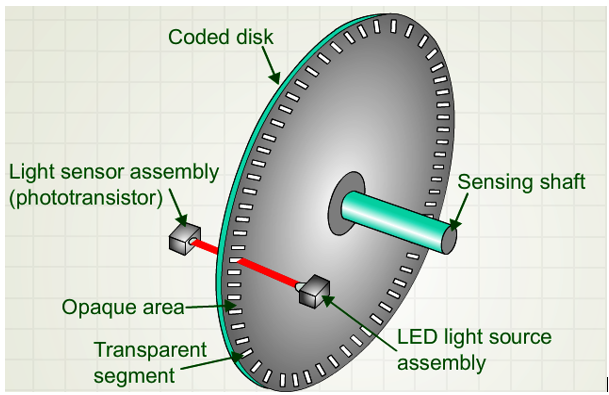 Coded disk
Light sensor assembly
(phototransistor)
Sensing shaft
Opaque area
LED light source
assembly
Transparent
segment